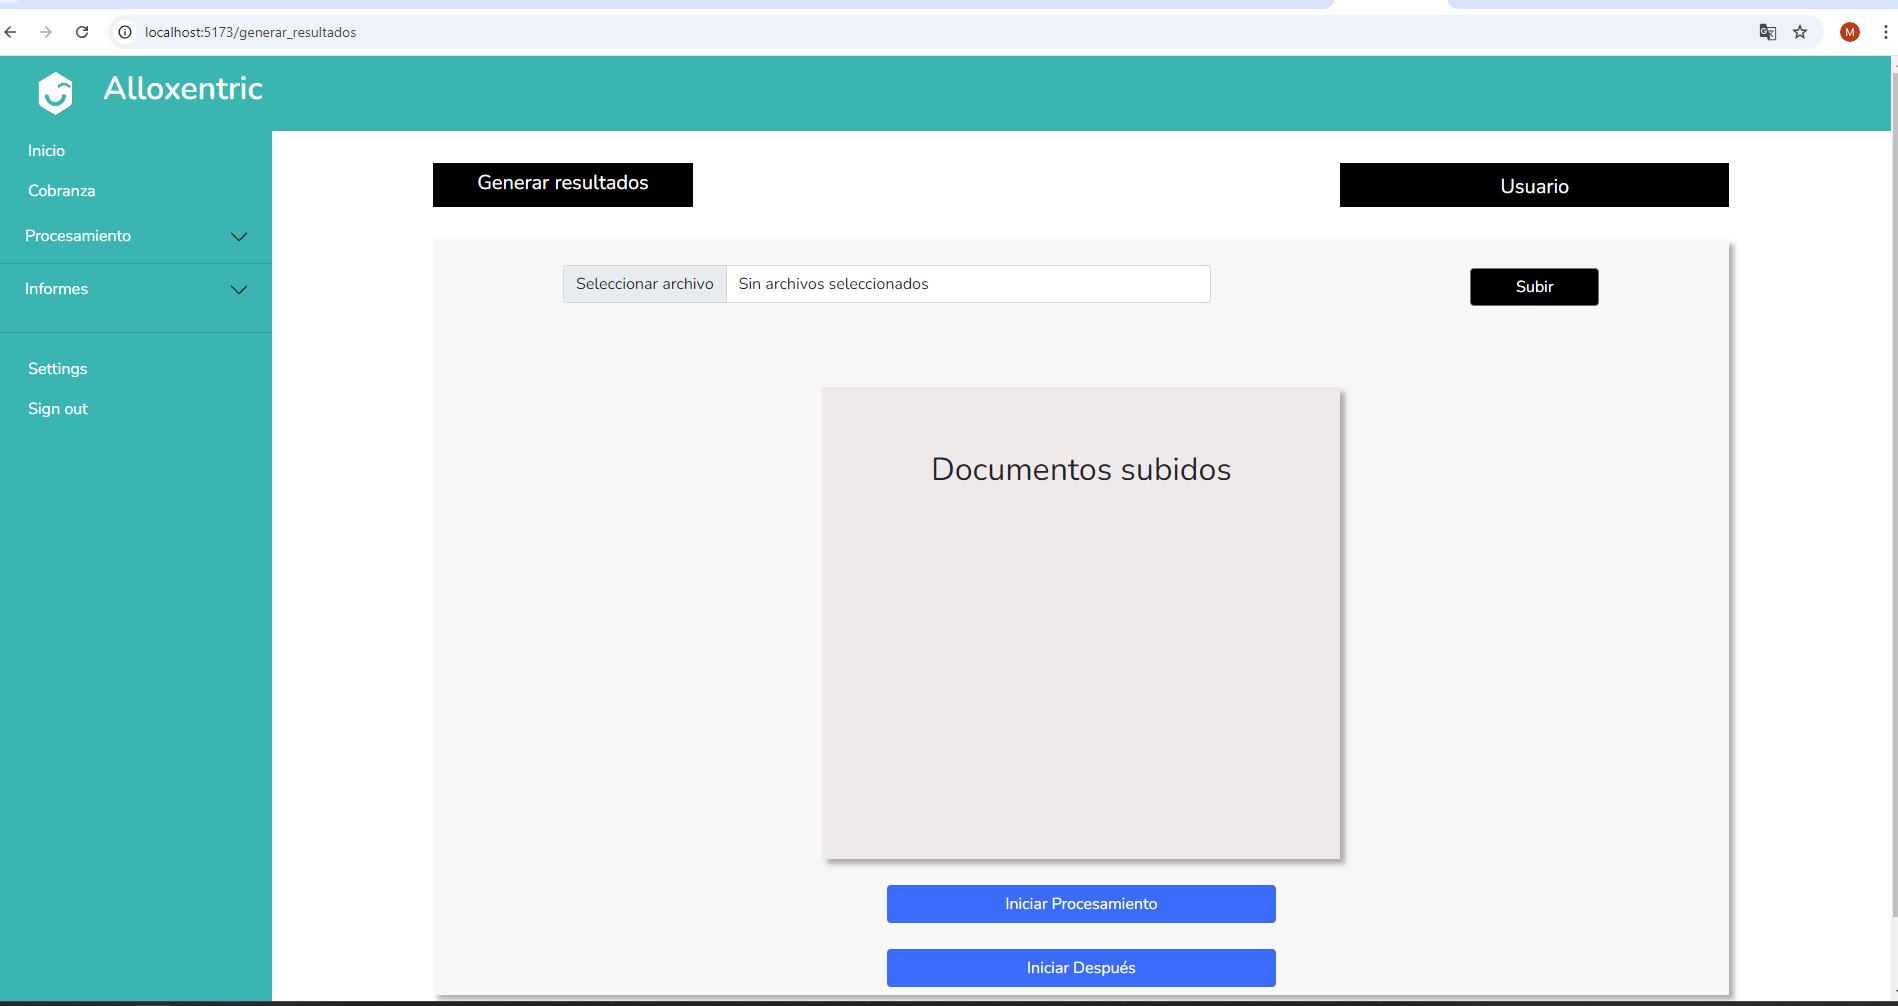 localhost:5173/generar_resultados
M
Alloxentric
Inicio
Cobranza
Procesamiento
Informes
Settings
Sign out
Generar resultados
Usuario
Seleccionar archivo
Sin archivos seleccionados
Subir
Documentos subidos
Iniciar Procesamiento
Iniciar Después